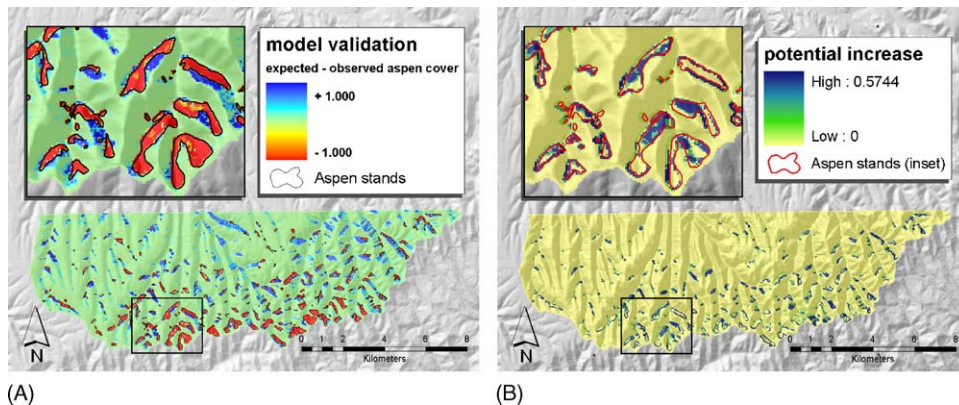 model validation
expected - observed aspen cover
+ 1.000
- 1.000
Aspen stands
N
0 1 2 4 6 8
Kilometers
(A)
potential increase
High : 0.5744
Low : 0
Aspen stands (inset)
N
0 1 2 4 6 8
Kilometers
(B)